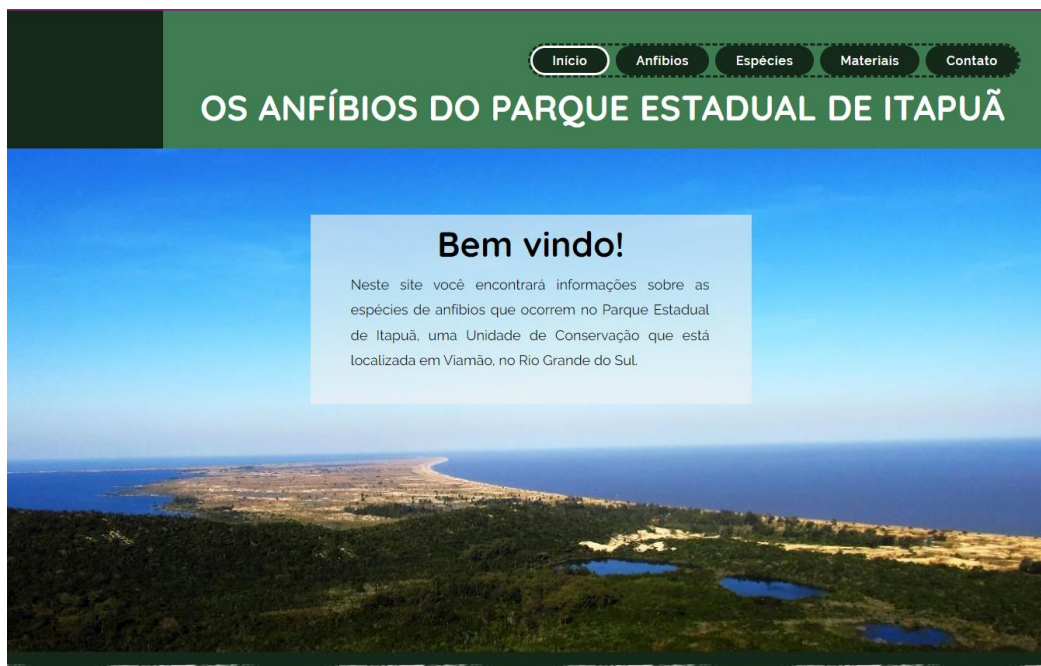 Início Anfíbios Espécies Materiais Contato
OS ANFÍBIOS DO PARQUE ESTADUAL DE ITAPUÃ
Bem vindo!
Neste site você encontrará informações sobre as
espécies de anfíbios que ocorrem no Parque Estadual
de Itapuã, uma Unidade de Conservação que está
localizada em Viamão, no Rio Grande do Sul.